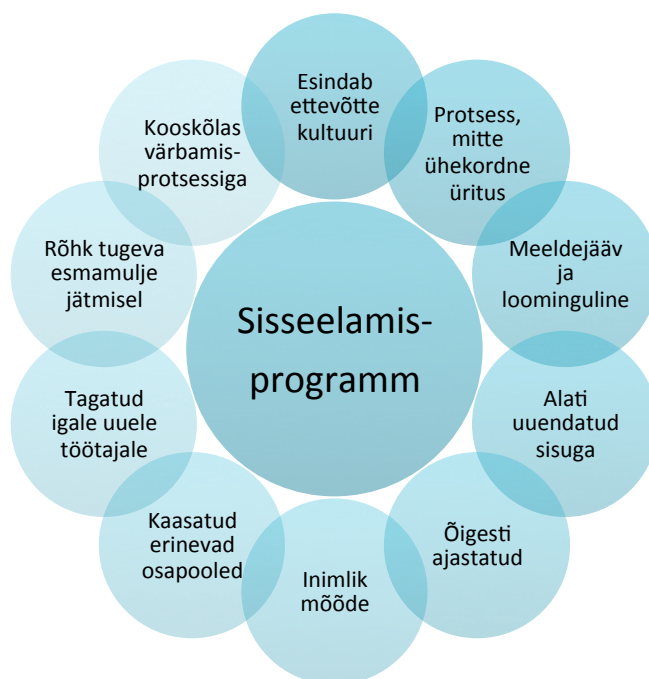 Sisseelamis-
programm
Esindab
ettevõtte
kultuuri
Protsess,
mitte
ühekordne
üritus
Meeldejääv
ja
loominguline
Alati
uuendatud
sisuga
Õigesti
ajastatud
Inimlik
mõõde
Kaasatud
erinevad
osapooled
Tagatud
igale uuele
töötajale
Rõhk tugeva
esmamulje
jätmisel
Kooskõlas
värbamis-
protsessiga